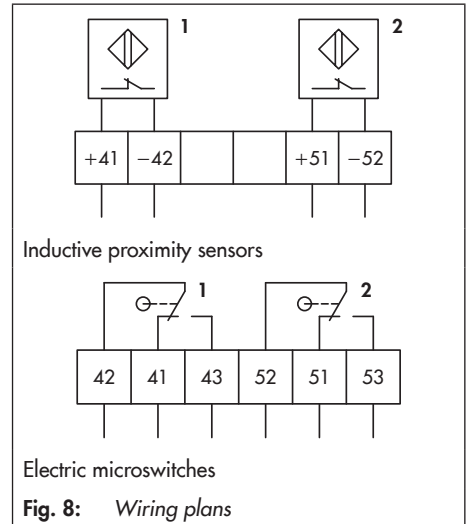 1 2
+41 −42 +51 −52
Inductive proximity sensors
1 2
42 41 43 52 51 53
Electric microswitches
Fig. 8: Wiring plans